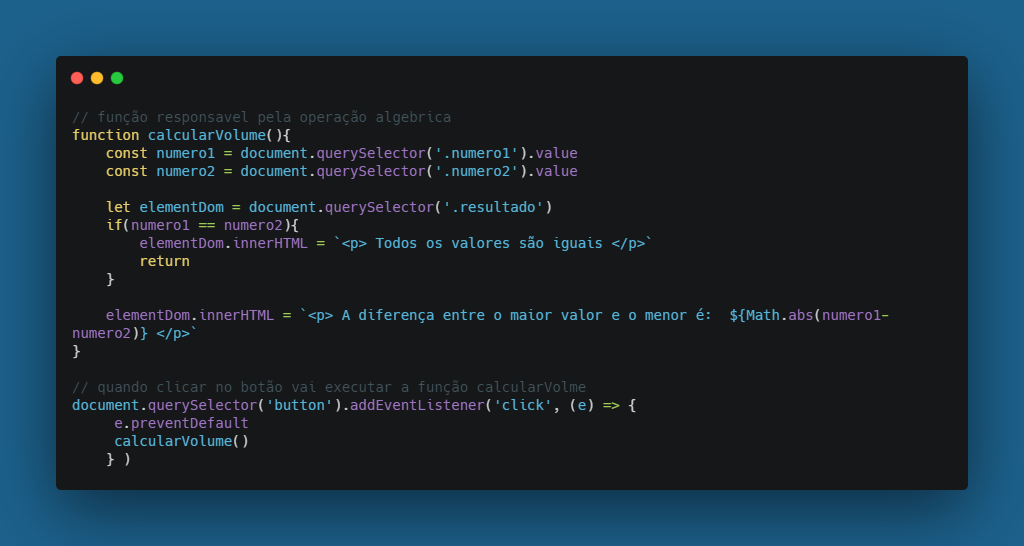 // função responsavel pela operação algebrica
function calcularVolume(){
    const numero1 = document.querySelector('.numero1').value
    const numero2 = document.querySelector('.numero2').value

    let elementDom = document.querySelector('.resultado')
    if(numero1 == numero2){
        elementDom.innerHTML = `<p> Todos os valores são iguais </p>`
        return
    }

    elementDom.innerHTML = `<p> A diferença entre o maior valor e o menor é:  ${Math.abs(numero1-
numero2)} </p>`
}

// quando clicar no botão vai executar a função calcularVolme
document.querySelector('button').addEventListener('click', (e) => {
     e.preventDefault
     calcularVolume()
    } )